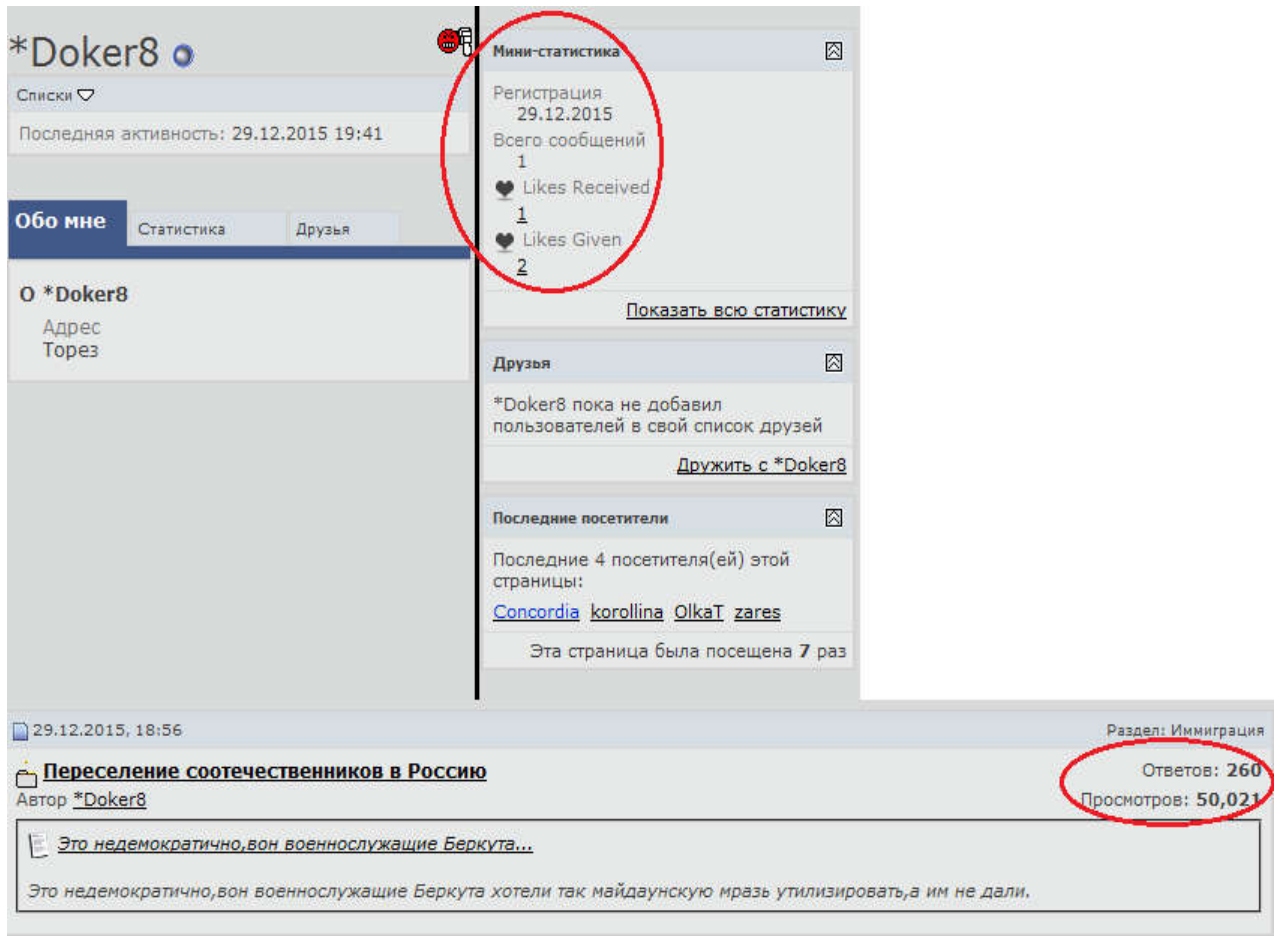 *Doker8
Списки
Последняя активность: 29.12.2015 19:41
Обо мне
Статистика
Друзья
О *Doker8
Адрес
Торез
Мини-статистика
Регистрация
29.12.2015
Всего сообщений
1
Likes Received
1
Likes Given
2
Показать всю статистику
Друзья
*Doker8 пока не добавил
пользователей в свой список друзей
Дружить с *Doker8
Последние посетители
Последние 4 посетителя(ей) этой
страницы:
Concordia korollina OlkaT zares
Эта страница была посещена 7 раз
29.12.2015, 18:56
Раздел: Иммиграция
Переселение соотечественников в Россию
Ответов: 260
Автор *Doker8
Просмотров: 50,021
Это недемократично,вон военнослужащие Беркута...
Это недемократично,вон военнослужащие Беркута хотели так майдаунскую мразь утилизировать,а им не дали.